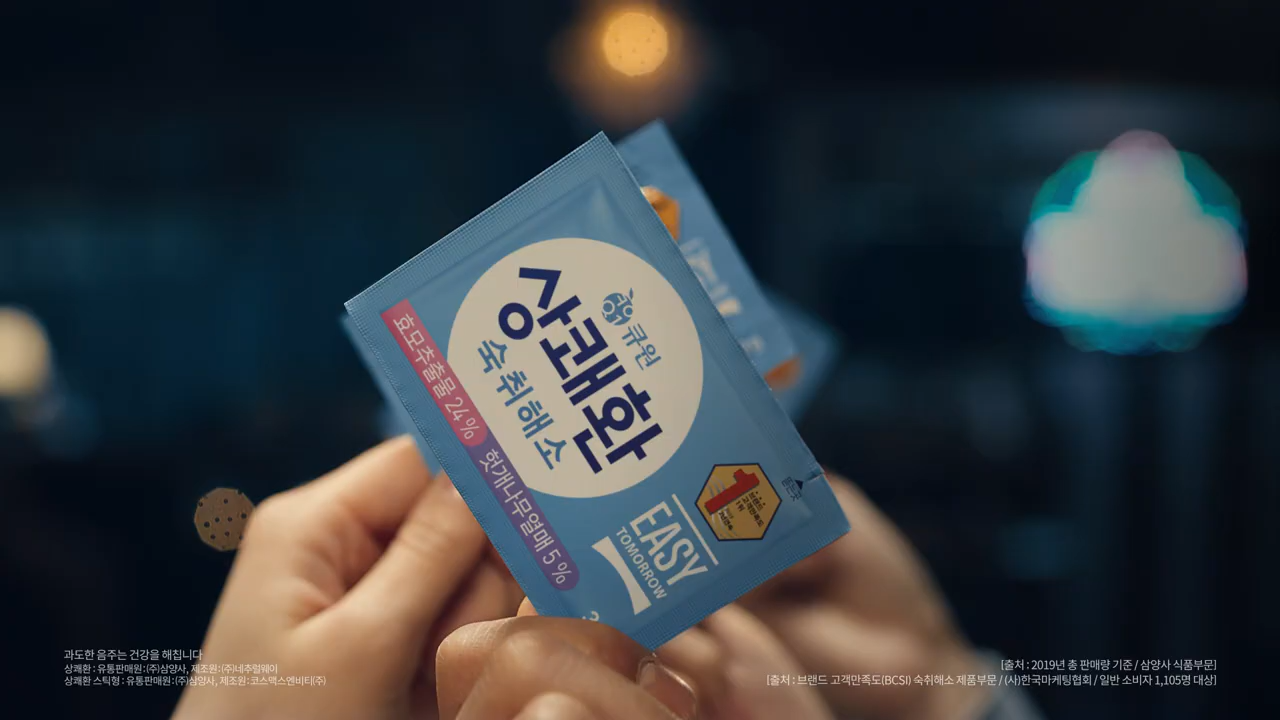 큐원
상쾌환
숙취해소
효모추출물 24%
헛개나무열매 5%
EASY
TOMORROW
1
과도한 음주는 건강을 해칩니다
상쾌환 : 유통판매원 : (주)삼양사, 제조원 : (주)네추럴웨이
상쾌환 스틱형 : 유통판매원 : (주)삼양사, 제조원 : 코스맥스엔비티(주)
[출처 : 2019년 총 판매량 기준 / 삼양사 식품부문]
[출처 : 브랜드 고객만족도(BCSI) 숙취해소 제품부문 / (사)한국마케팅협회 / 일반 소비자 1,105명 대상]